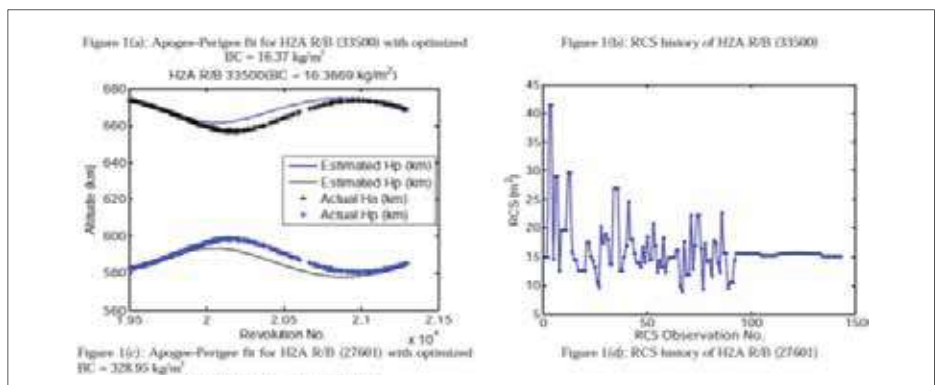 Figure 1(a): Apogee-Perigee fit for H2A R/B (33500) with optimized
BC = 16.37 kg/m²
H2A R/B 33500(BC = 16.3669 kg/m²)
680
660
640
620
600
580
560
Altitude (km)
Estimated Hp (km)
Estimated Hp (km)
Actual Ha (km)
Actual Hp (km)
1.95
2
2.05
2.1
2.15
Revolution No.
x 10⁴
Figure 1(c): Apogee-Perigee fit for H2A R/B (27601) with optimized
BC = 328.95 kg/m²
Figure 1(b): RCS history of H2A R/B (33500)
45
40
35
30
25
20
15
10
5
RCS (m²)
0
50
100
150
RCS Observation No.
Figure 1(d): RCS history of H2A R/B (27601)